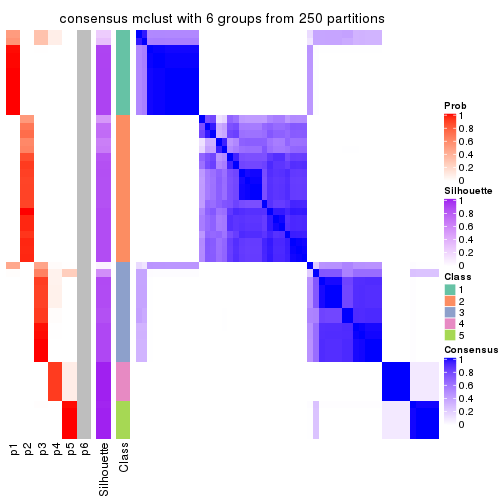 consensus mclust with 6 groups from 250 partitions
Prob
1
0.8
0.6
0.4
0.2
0
Silhouette
1
0.8
0.6
0.4
0.2
0
Class
1
2
3
4
5
Consensus
1
0.8
0.6
0.4
0.2
0
p1
p2
p3
p4
p5
p6
Silhouette
Class